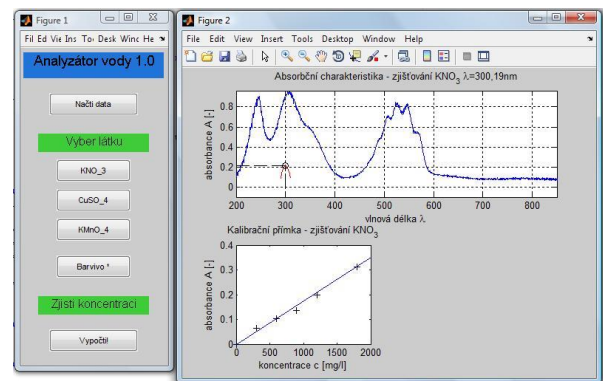 Figure 1
Fil Ed Vie Ins To Desk Winc He
Analyzátor vody 1.0
Načti data
Vyber látku
KNO_3
CuSO_4
KMnO_4
Barvivo *
Zjisti koncentraci
Vypočti!
Figure 2
File Edit View Insert Tools Desktop Window Help
Absorbční charakteristika - zjišťování KNO3 λ=300,19nm
absorbance A [-]
0.8
0.6
0.4
0.2
0
200 300 400 500 600 700 800
vlnová délka λ
Kalibrační přímka - zjišťování KNO3
absorbance A [-]
0.4
0.3
0.2
0.1
0
0 500 1000 1500 2000
koncentrace c [mg/l]